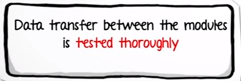 Data transfer between the modules
is tested thoroughly